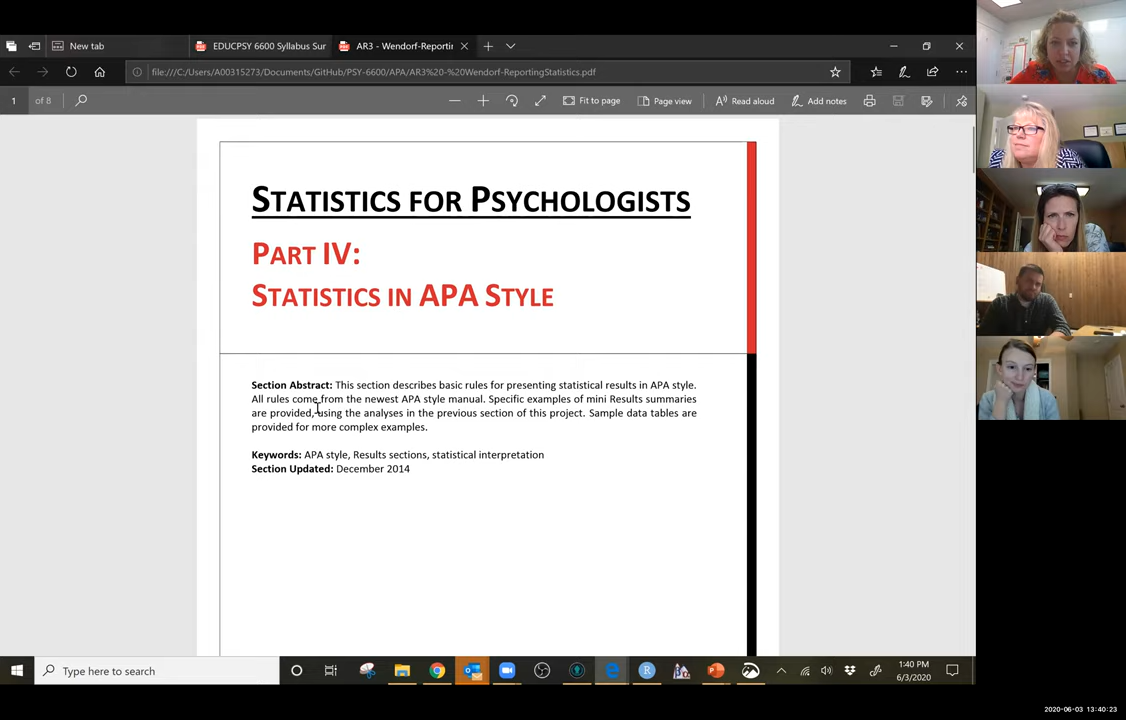 New tab
EDUCPSY 6600 Syllabus Sur
AR3 - Wendorf-Reportin
file:///C:/Users/A00315273/Documents/GitHub/PSY-6600/APA/AR3%20-%20Wendorf-ReportingStatistics.pdf
1 of 8
Fit to page
Page view
Read aloud
Add notes
STATISTICS FOR PSYCHOLOGISTS
PART IV:
STATISTICS IN APA STYLE
Section Abstract: This section describes basic rules for presenting statistical results in APA style.
All rules come from the newest APA style manual. Specific examples of mini Results summaries
are provided, using the analyses in the previous section of this project. Sample data tables are
provided for more complex examples.
Keywords: APA style, Results sections, statistical interpretation
Section Updated: December 2014
Type here to search
1:40 PM
6/3/2020
2020-06-03 13:40:23